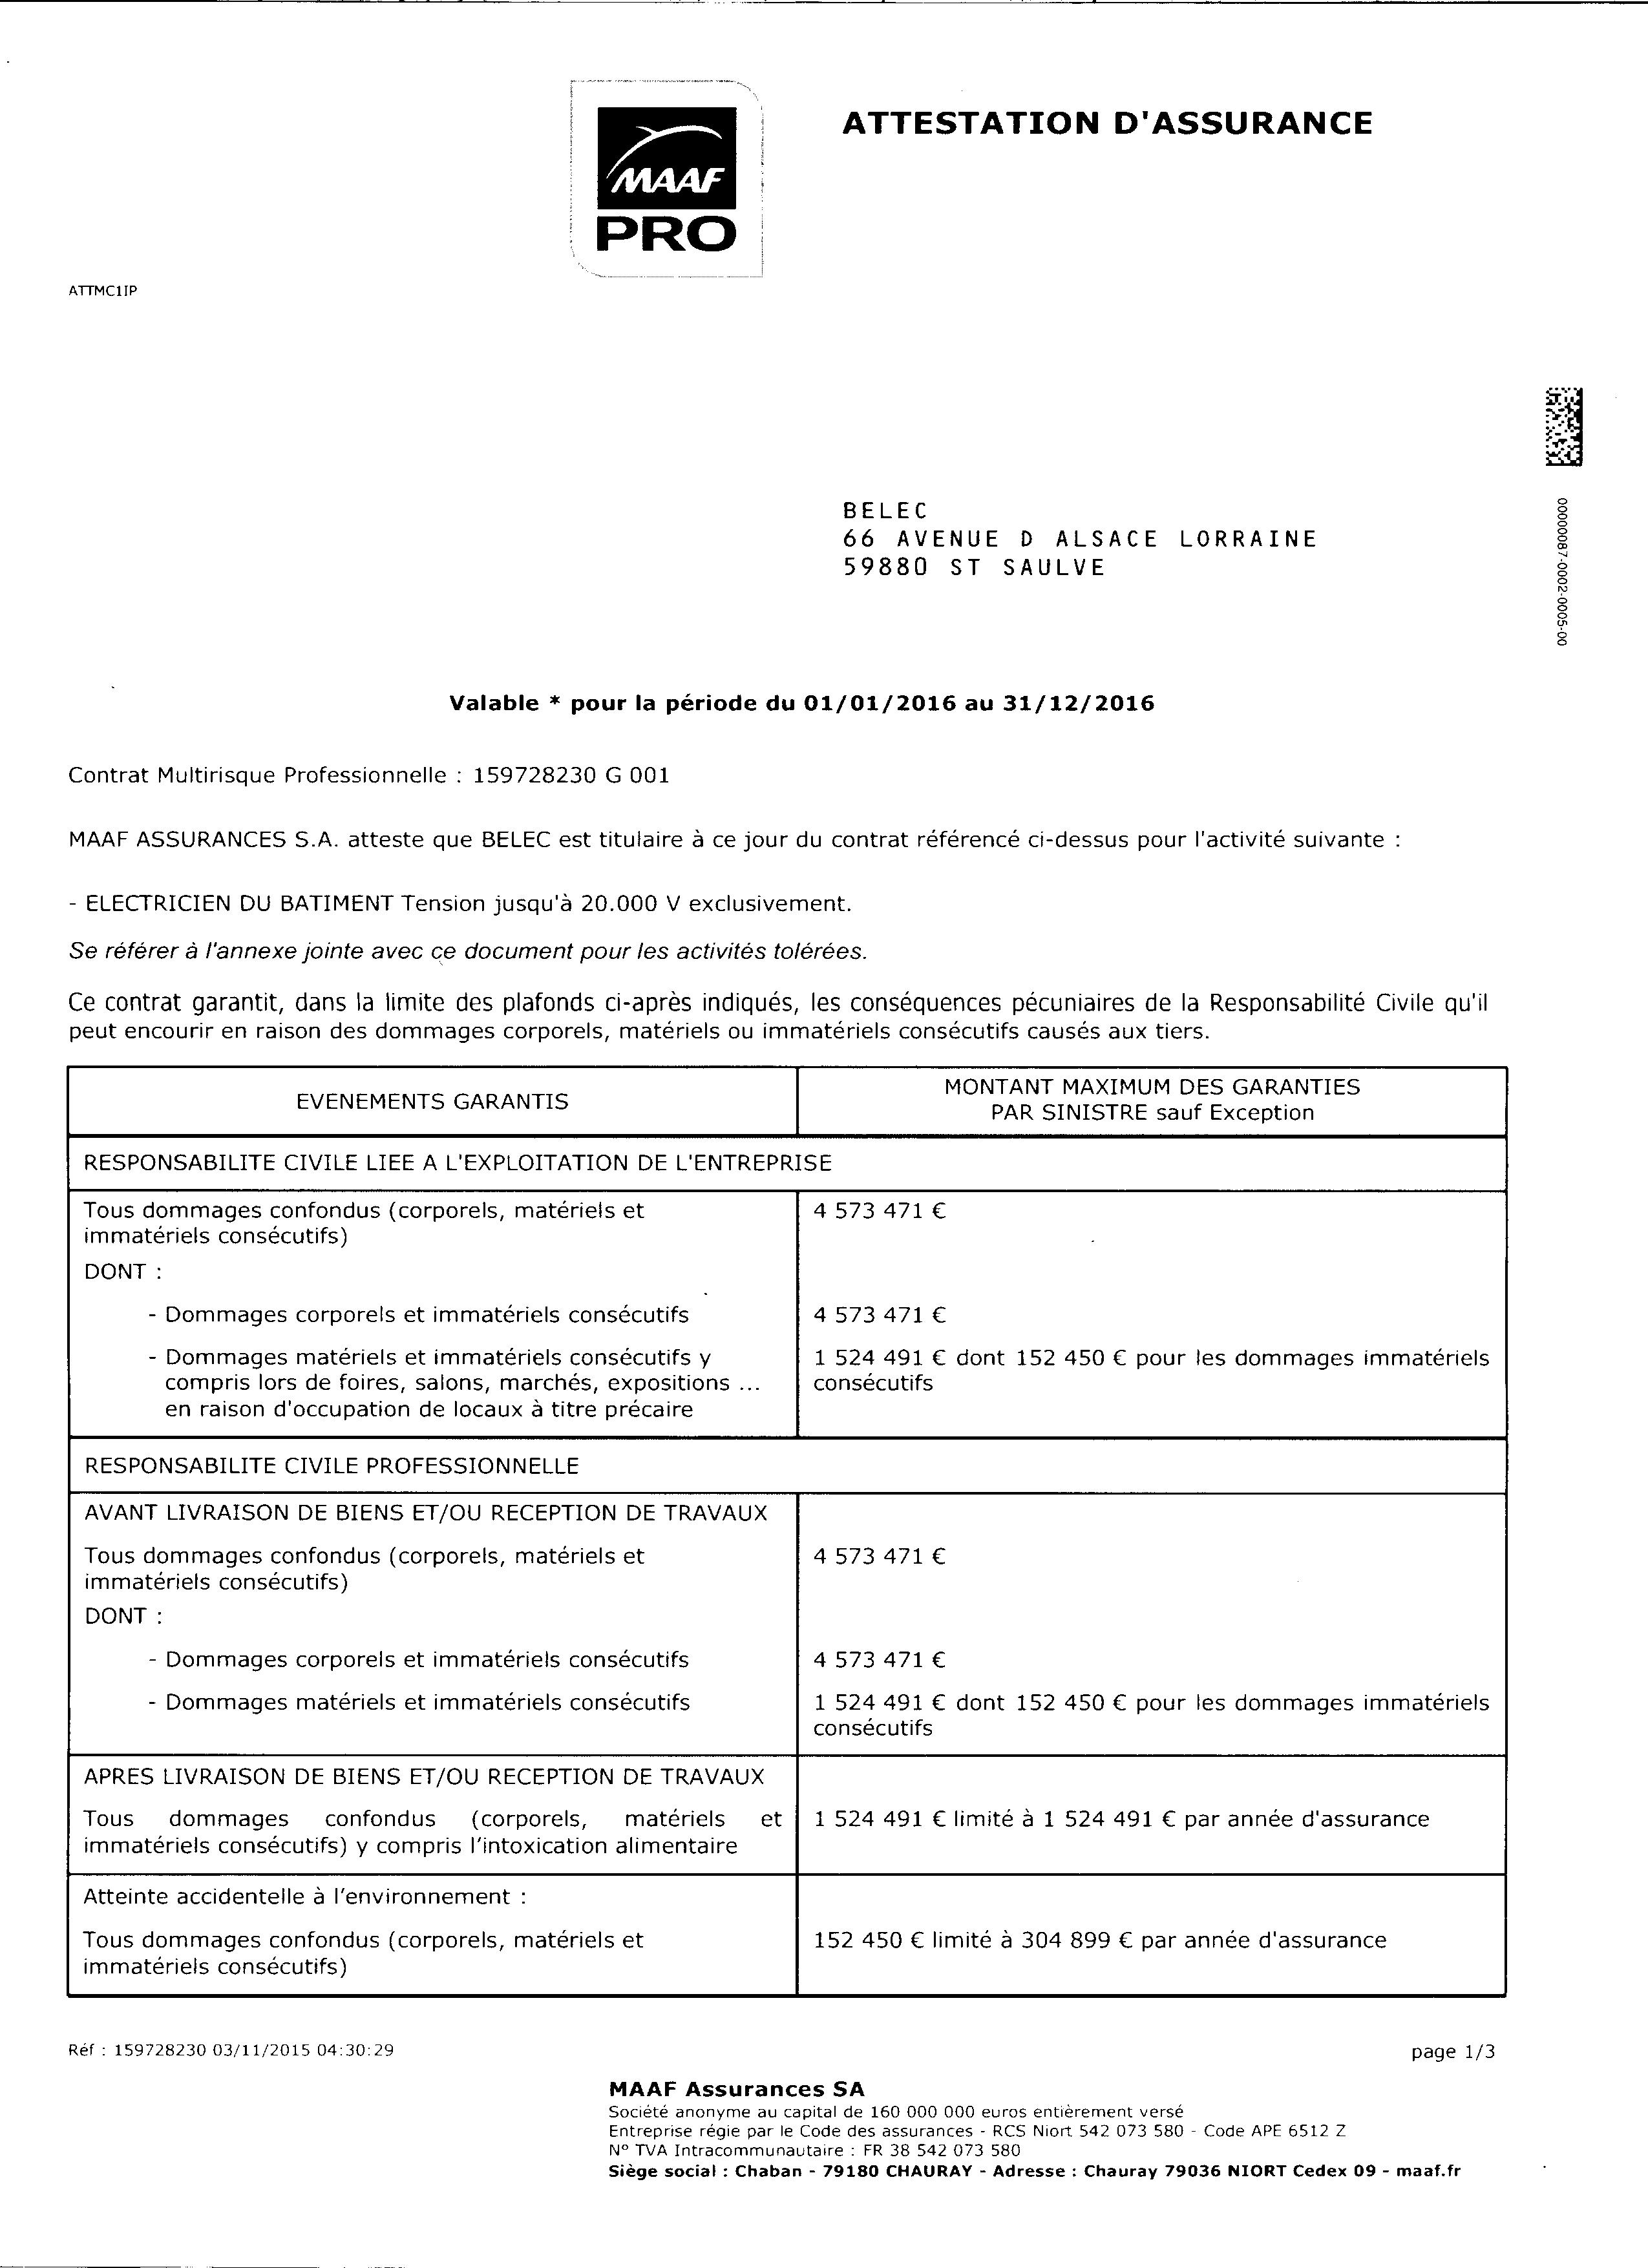 ATTESTATION D'ASSURANCE
MAAF
PRO
ATTMC1IP
BELEC
66 AVENUE D ALSACE LORRAINE
59880 ST SAULVE
00000087-0002-0005-00
Valable * pour la période du 01/01/2016 au 31/12/2016
Contrat Multirisque Professionnelle : 159728230 G 001
MAAF ASSURANCES S.A. atteste que BELEC est titulaire à ce jour du contrat référencé ci-dessus pour l'activité suivante :
- ELECTRICIEN DU BATIMENT Tension jusqu'à 20.000 V exclusivement.
Se référer à l'annexe jointe avec ce document pour les activités tolérées.
Ce contrat garantit, dans la limite des plafonds ci-après indiqués, les conséquences pécuniaires de la Responsabilité Civile qu'il
peut encourir en raison des dommages corporels, matériels ou immatériels consécutifs causés aux tiers.
EVENEMENTS GARANTIS
MONTANT MAXIMUM DES GARANTIES
PAR SINISTRE sauf Exception
RESPONSABILITE CIVILE LIEE A L'EXPLOITATION DE L'ENTREPRISE
Tous dommages confondus (corporels, matériels et
immatériels consécutifs)
4 573 471 €
DONT :
- Dommages corporels et immatériels consécutifs
4 573 471 €
- Dommages matériels et immatériels consécutifs y
compris lors de foires, salons, marchés, expositions ...
en raison d'occupation de locaux à titre précaire
1 524 491 € dont 152 450 € pour les dommages immatériels
consécutifs
RESPONSABILITE CIVILE PROFESSIONNELLE
AVANT LIVRAISON DE BIENS ET/OU RECEPTION DE TRAVAUX
Tous dommages confondus (corporels, matériels et
immatériels consécutifs)
4 573 471 €
DONT :
- Dommages corporels et immatériels consécutifs
4 573 471 €
- Dommages matériels et immatériels consécutifs
1 524 491 € dont 152 450 € pour les dommages immatériels
consécutifs
APRES LIVRAISON DE BIENS ET/OU RECEPTION DE TRAVAUX
Tous dommages confondus (corporels, matériels et
immatériels consécutifs) y compris l'intoxication alimentaire
1 524 491 € limité à 1 524 491 € par année d'assurance
Atteinte accidentelle à l'environnement :
Tous dommages confondus (corporels, matériels et
immatériels consécutifs)
152 450 € limité à 304 899 € par année d'assurance
Réf : 159728230 03/11/2015 04:30:29
page 1/3
MAAF Assurances SA
Société anonyme au capital de 160 000 000 euros entièrement versé
Entreprise régie par le Code des assurances - RCS Niort 542 073 580 - Code APE 6512 Z
N° TVA Intracommunautaire : FR 38 542 073 580
Siège social : Chaban - 79180 CHAURAY - Adresse : Chauray 79036 NIORT Cedex 09 - maaf.fr